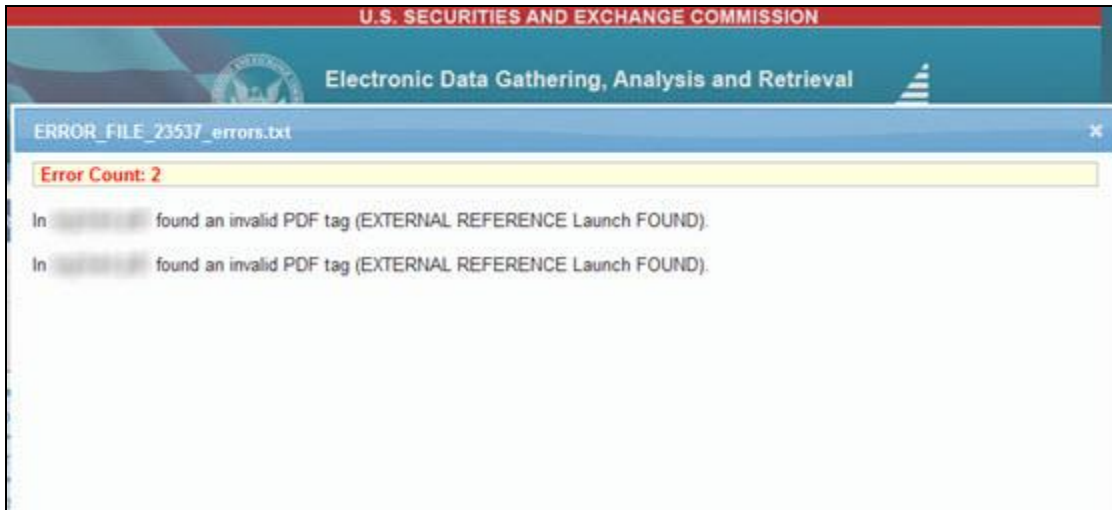 U.S. SECURITIES AND EXCHANGE COMMISSION
Electronic Data Gathering, Analysis and Retrieval
ERROR_FILE_23537_errors.txt
Error Count: 2
In found an invalid PDF tag (EXTERNAL REFERENCE Launch FOUND).
In found an invalid PDF tag (EXTERNAL REFERENCE Launch FOUND).